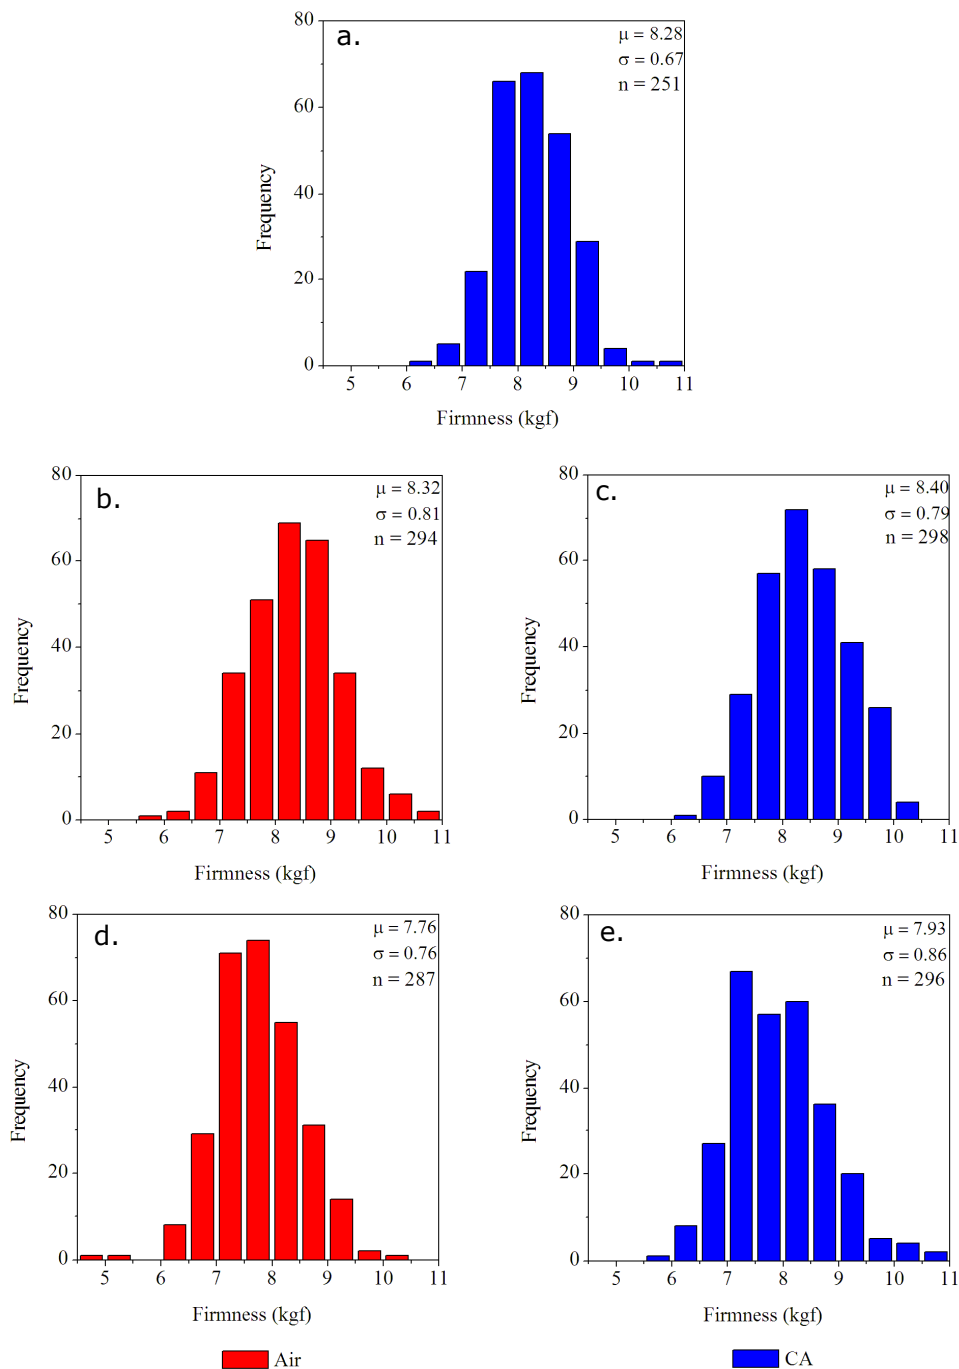 a.
μ = 8.28
σ = 0.67
n = 251
80
60
40
20
0
Frequency
5 6 7 8 9 10 11
Firmness (kgf)
b.
μ = 8.32
σ = 0.81
n = 294
80
60
40
20
0
Frequency
5 6 7 8 9 10 11
Firmness (kgf)
c.
μ = 8.40
σ = 0.79
n = 298
80
60
40
20
0
Frequency
5 6 7 8 9 10 11
Firmness (kgf)
d.
μ = 7.76
σ = 0.76
n = 287
80
60
40
20
0
Frequency
5 6 7 8 9 10 11
Firmness (kgf)
e.
μ = 7.93
σ = 0.86
n = 296
80
60
40
20
0
Frequency
5 6 7 8 9 10 11
Firmness (kgf)
Air
CA